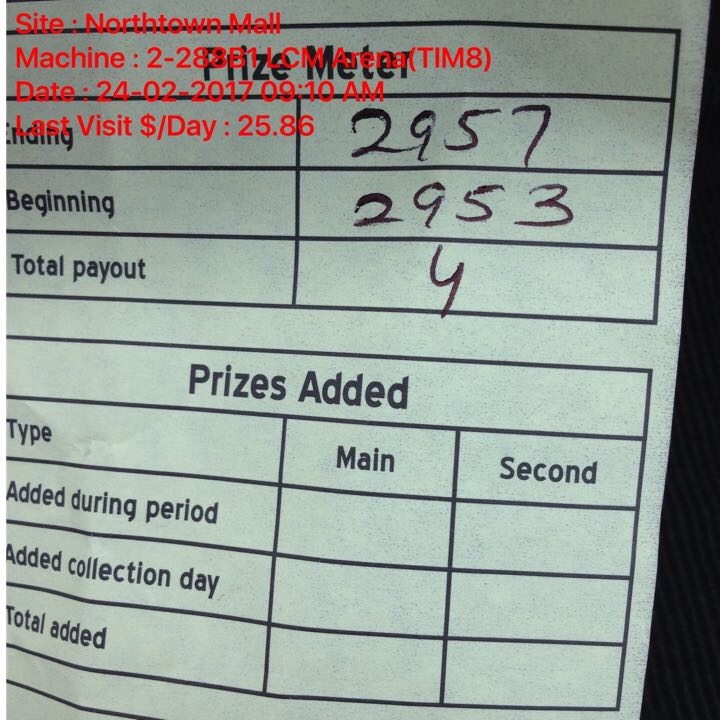 Site : Northtown Mall
Prize Meter
Machine : 2-288B1 LCM Arena(TIM8)
Date : 24-02-2017 09:10 AM
Last Visit $/Day : 25.86
Ending 2957
Beginning 2953
Total payout 4
Prizes Added
Type Main Second
Added during period
Added collection day
Total added